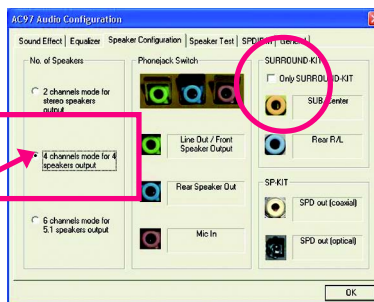 AC97 Audio Configuration
Sound Effect
Equalizer
Speaker Configuration
Speaker Test
General
No. of Speakers
2 channels mode for
stereo speakers
output
4 channels mode for 4
speakers output
6 channels mode for
5.1 speakers output
Phonejack Switch
Line Out / Front
Speaker Output
Rear Speaker Out
Mic In
SURROUND-KIT
Only SURROUND-KIT
SUB/Center
Rear R/L
SP-KIT
SPD out (coaxial)
SPD out (optical)
OK